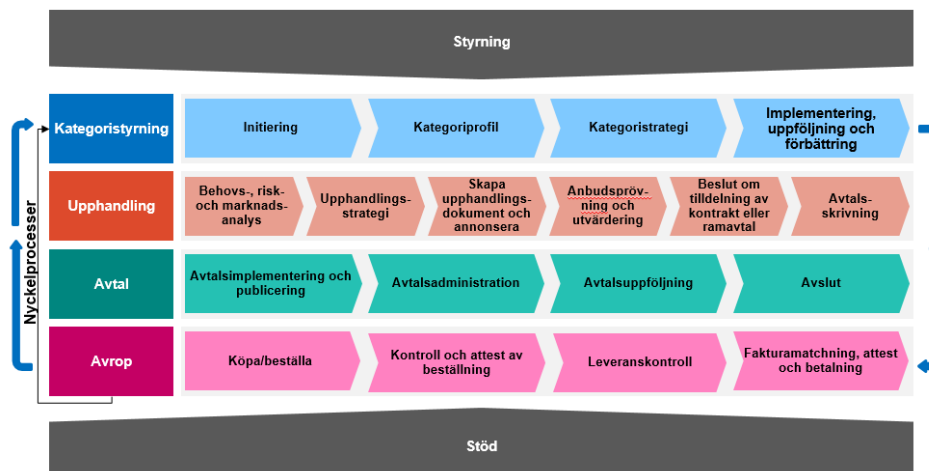 Styrning
Nyckelprocesser
Kategoristyrning
Initiering
Kategoriprofil
Kategoristrategi
Implementering,
uppföljning och
förbättring
Upphandling
Behovs-, risk-
och marknads-
analys
Upphandlings-
strategi
Skapa
upphandlings-
dokument och
annonsera
Anbudspröv-
ning och
utvärdering
Beslut om
tilldelning av
kontrakt eller
ramavtal
Avtals-
skrivning
Avtal
Avtalsimplementering och
publicering
Avtalsadministration
Avtalsuppföljning
Avslut
Avrop
Köpa/beställa
Kontroll och attest av
beställning
Leveranskontroll
Fakturamatchning, attest
och betalning
Stöd